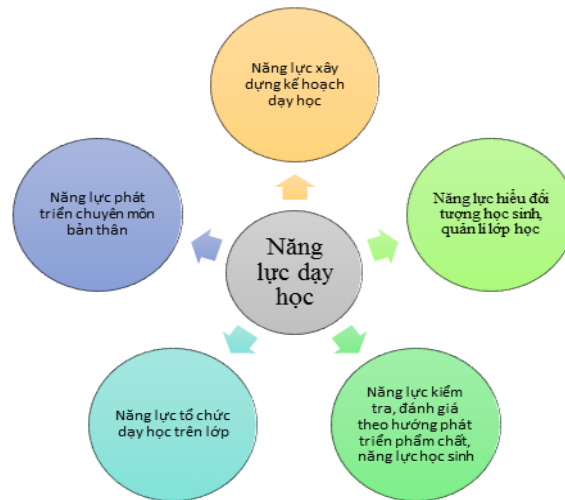 Năng lực xây
dựng kế hoạch
dạy học
Năng lực phát
triển chuyên môn
bản thân
Năng lực hiểu đối
tượng học sinh,
quản lí lớp học
Năng
lực dạy
học
Năng lực tổ chức
dạy học trên lớp
Năng lực kiểm
tra, đánh giá
theo hướng phát
triển phẩm chất,
năng lực học sinh